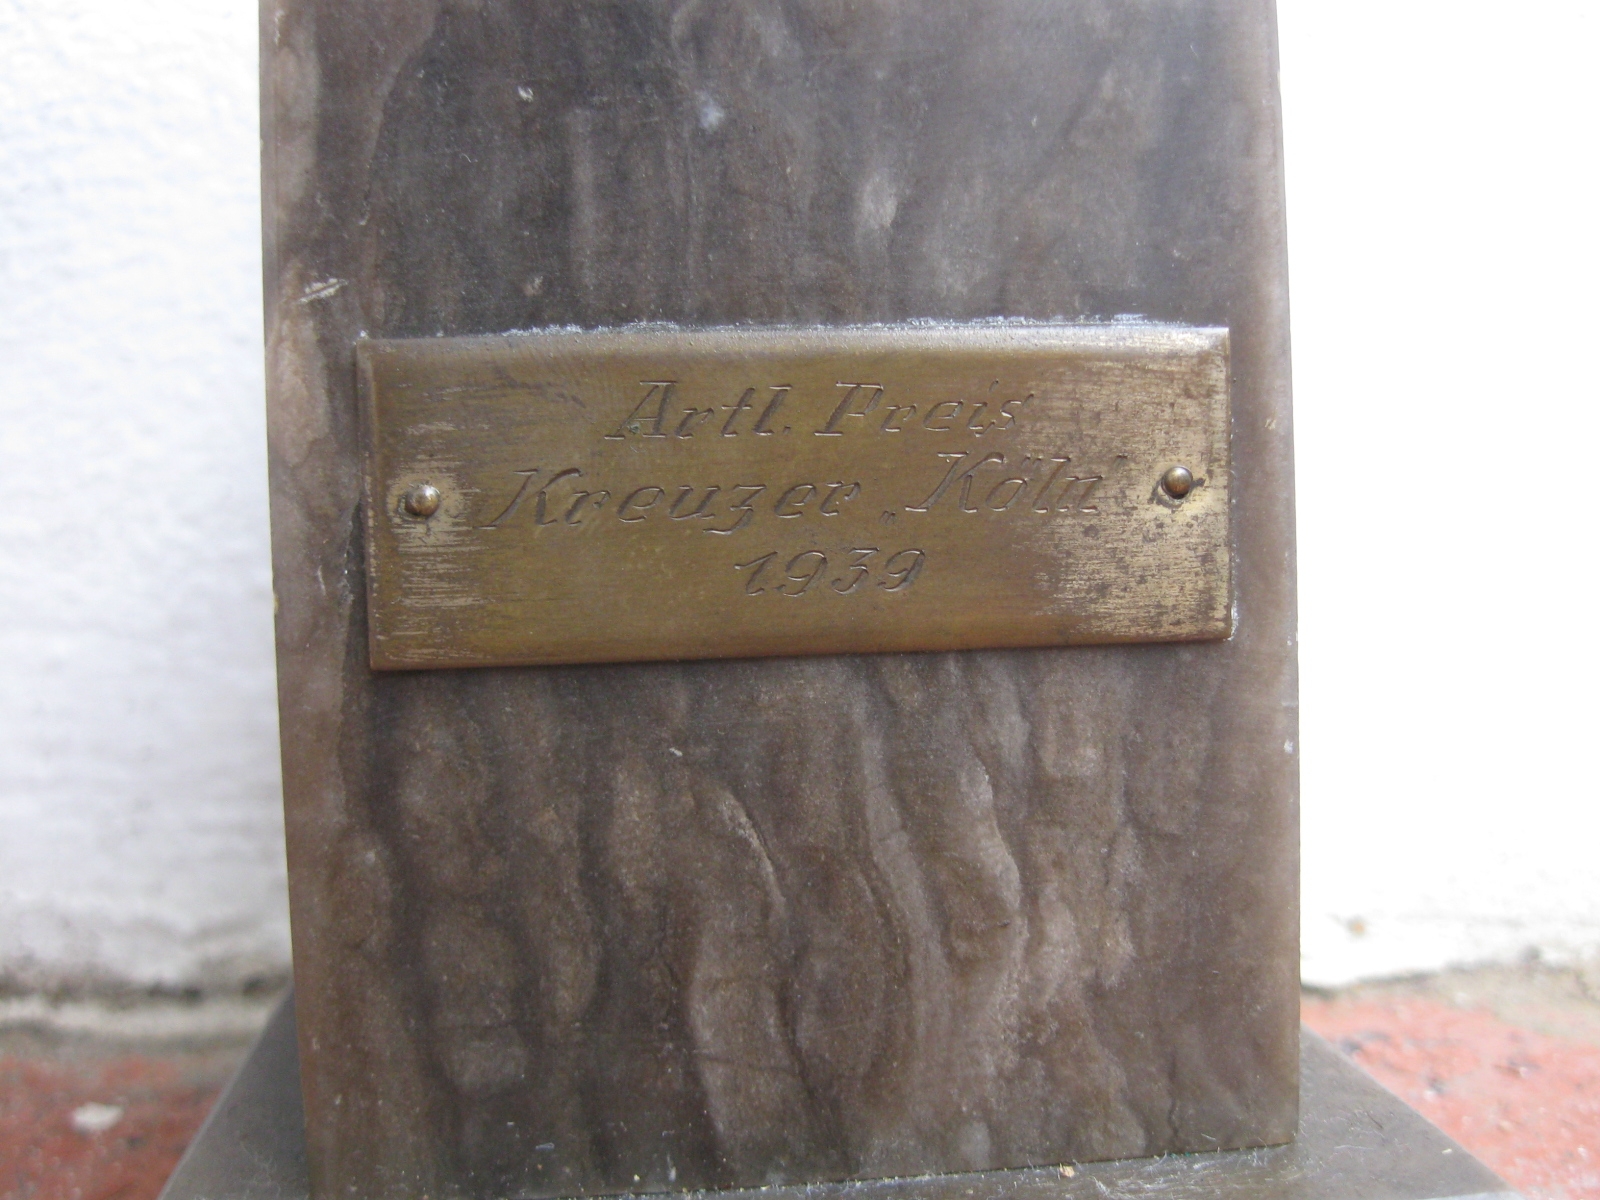 Artl. Preis
Kreuzer „Köln"
1939